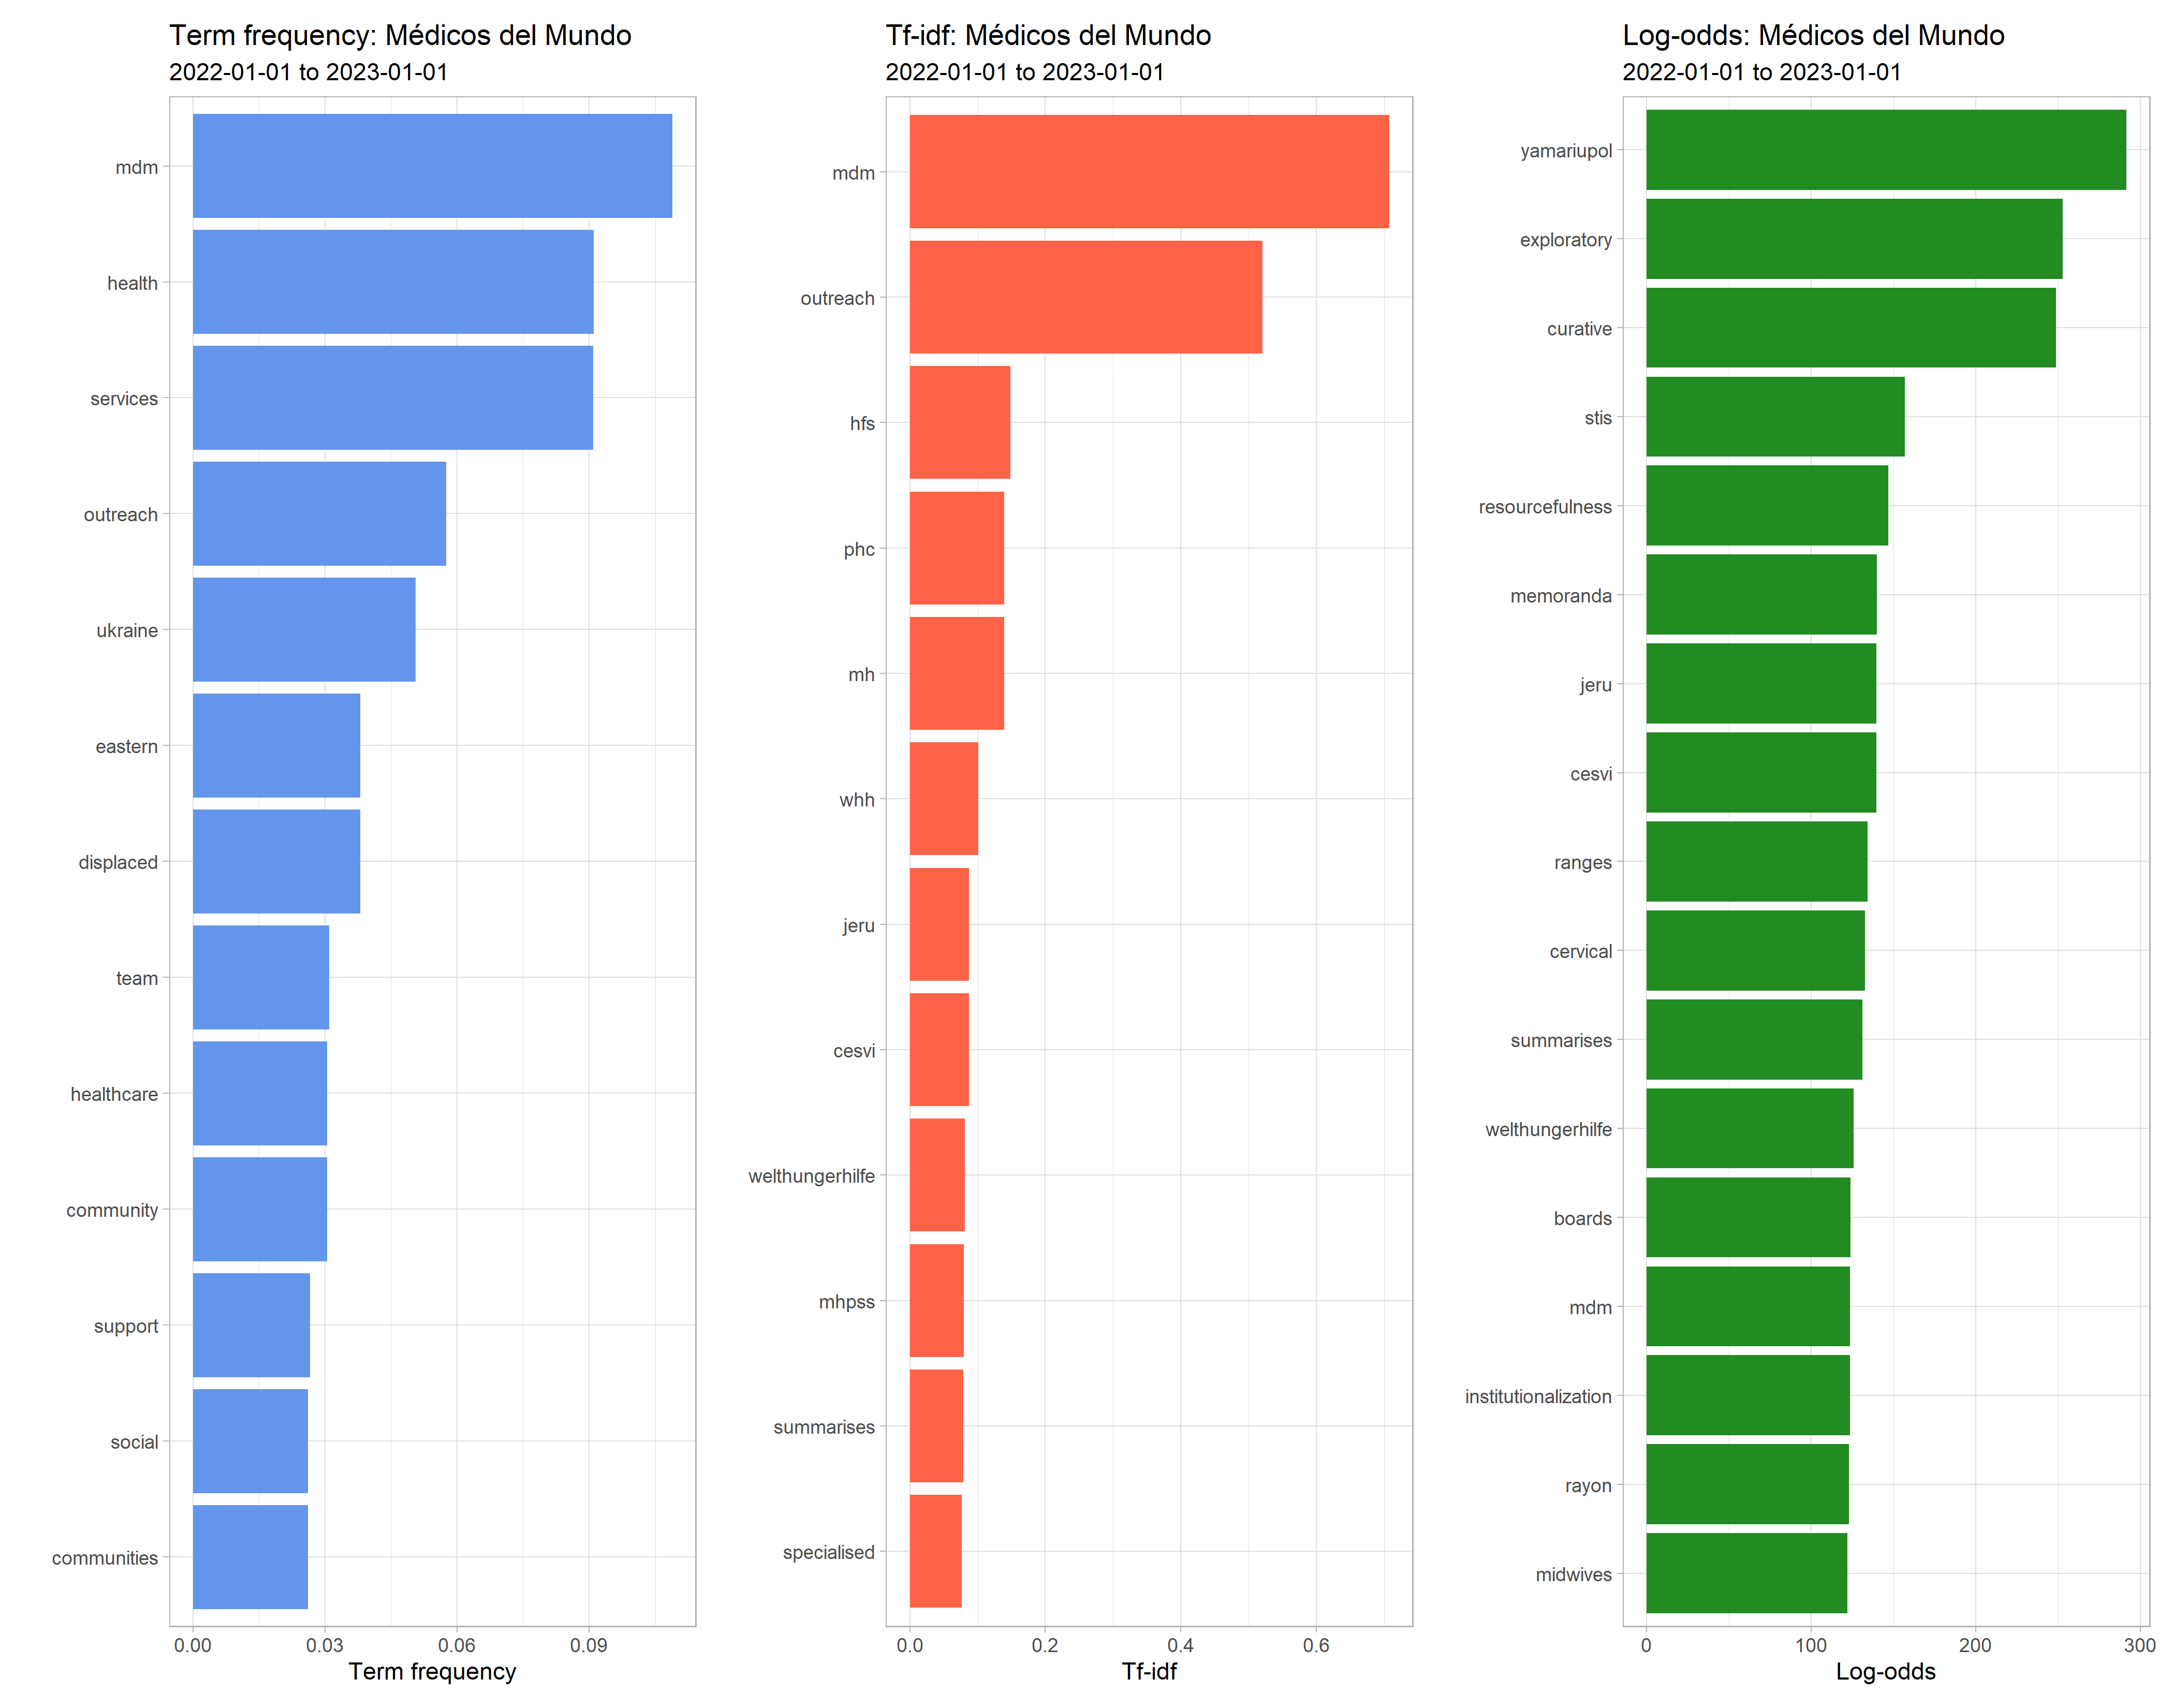 Term frequency: Médicos del Mundo
2022-01-01 to 2023-01-01
mdm
health
services
outreach
ukraine
eastern
displaced
team
healthcare
community
support
social
communities
0.00 0.03 0.06 0.09
Term frequency
Tf-idf: Médicos del Mundo
2022-01-01 to 2023-01-01
mdm
outreach
hfs
phc
mh
whh
jeru
cesvi
welthungerhilfe
mhpss
summarises
specialised
0.0 0.2 0.4 0.6
Tf-idf
Log-odds: Médicos del Mundo
2022-01-01 to 2023-01-01
yamariupol
exploratory
curative
stis
resourcefulness
memoranda
jeru
cesvi
ranges
cervical
summarises
welthungerhilfe
boards
mdm
institutionalization
rayon
midwives
0 100 200 300
Log-odds